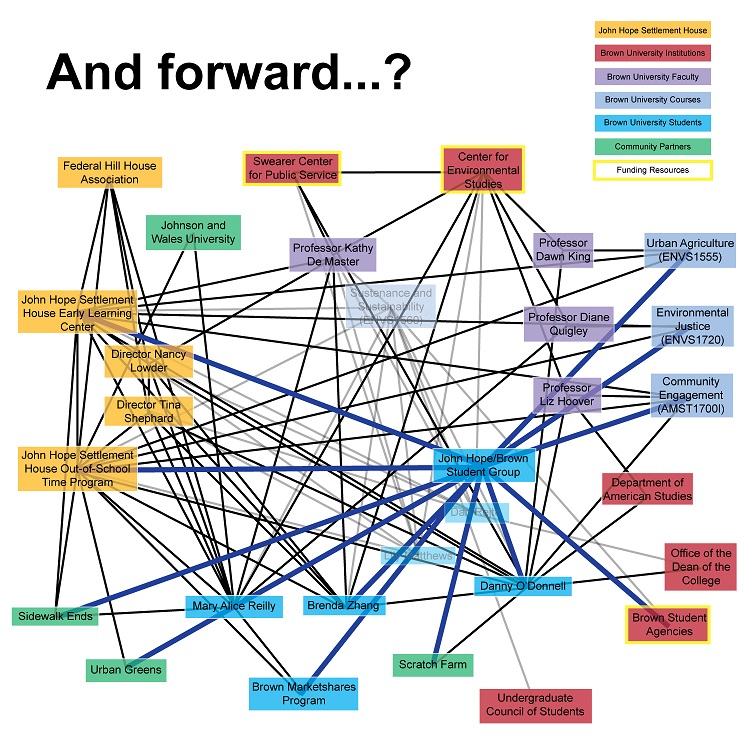 And forward...?
John Hope Settlement House
Brown University Institutions
Brown University Faculty
Brown University Courses
Brown University Students
Community Partners
Funding Resources
Federal Hill House
Association
Swearer Center
for Public Service
Center for
Environmental
Studies
Johnson and
Wales University
Professor Kathy
De Master
Professor
Dawn King
Urban Agriculture
(ENVS1555)
Sustenance and
Sustainability
John Hope Settlement
House Early Learning
Center
Professor Diane
Quigley
Environmental
Justice
(ENVS1720)
Director Nancy
Lowder
Director Tina
Shephard
Professor
Liz Hoover
Community
Engagement
(AMST1700I)
John Hope Settlement
House Out-of-School
Time Program
John Hope/Brown
Student Group
Department of
American Studies
Office of the
Dean of the
College
Danny O'Donnell
Sidewalk Ends
Mary Alice Reilly
Brenda Zhang
Brown Student
Agencies
Urban Greens
Scratch Farm
Brown Marketshares
Program
Undergraduate
Council of Students